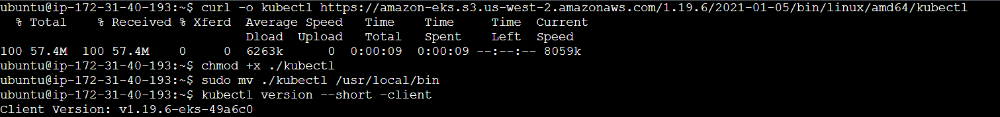 ubuntu@ip-172-31-40-193:~$ curl -o kubectl https://amazon-eks.s3.us-west-2.amazonaws.com/1.19.6/2021-01-05/bin/linux/amd64/kubectl
  % Total    % Received % Xferd  Average Speed   Time    Time     Time  Current
                                 Dload  Upload   Total   Spent    Left  Speed
100 57.4M  100 57.4M    0     0  6263k      0  0:00:09  0:00:09 --:--:-- 8059k
ubuntu@ip-172-31-40-193:~$ chmod +x ./kubectl
ubuntu@ip-172-31-40-193:~$ sudo mv ./kubectl /usr/local/bin
ubuntu@ip-172-31-40-193:~$ kubectl version --short –client
Client Version: v1.19.6-eks-49a6c0